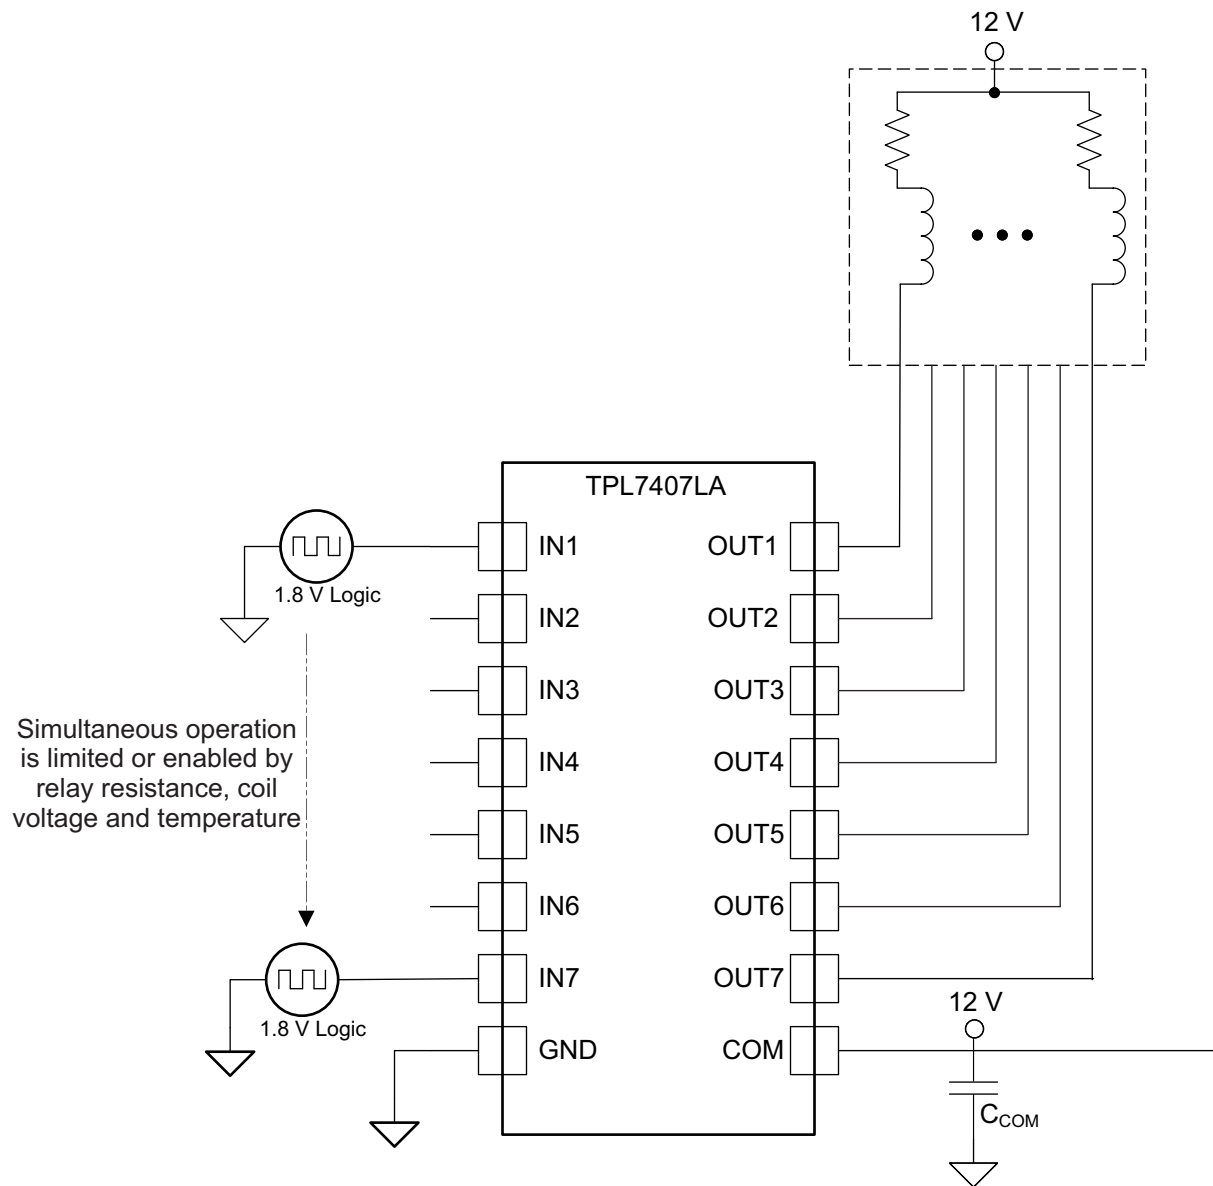 12 V
TPL7407LA
IN1
OUT1
1.8 V Logic
IN2
OUT2
IN3
OUT3
Simultaneous operation
is limited or enabled by
relay resistance, coil
voltage and temperature
IN4
OUT4
IN5
OUT5
IN6
OUT6
IN7
OUT7
1.8 V Logic
12 V
GND
COM
CCOM